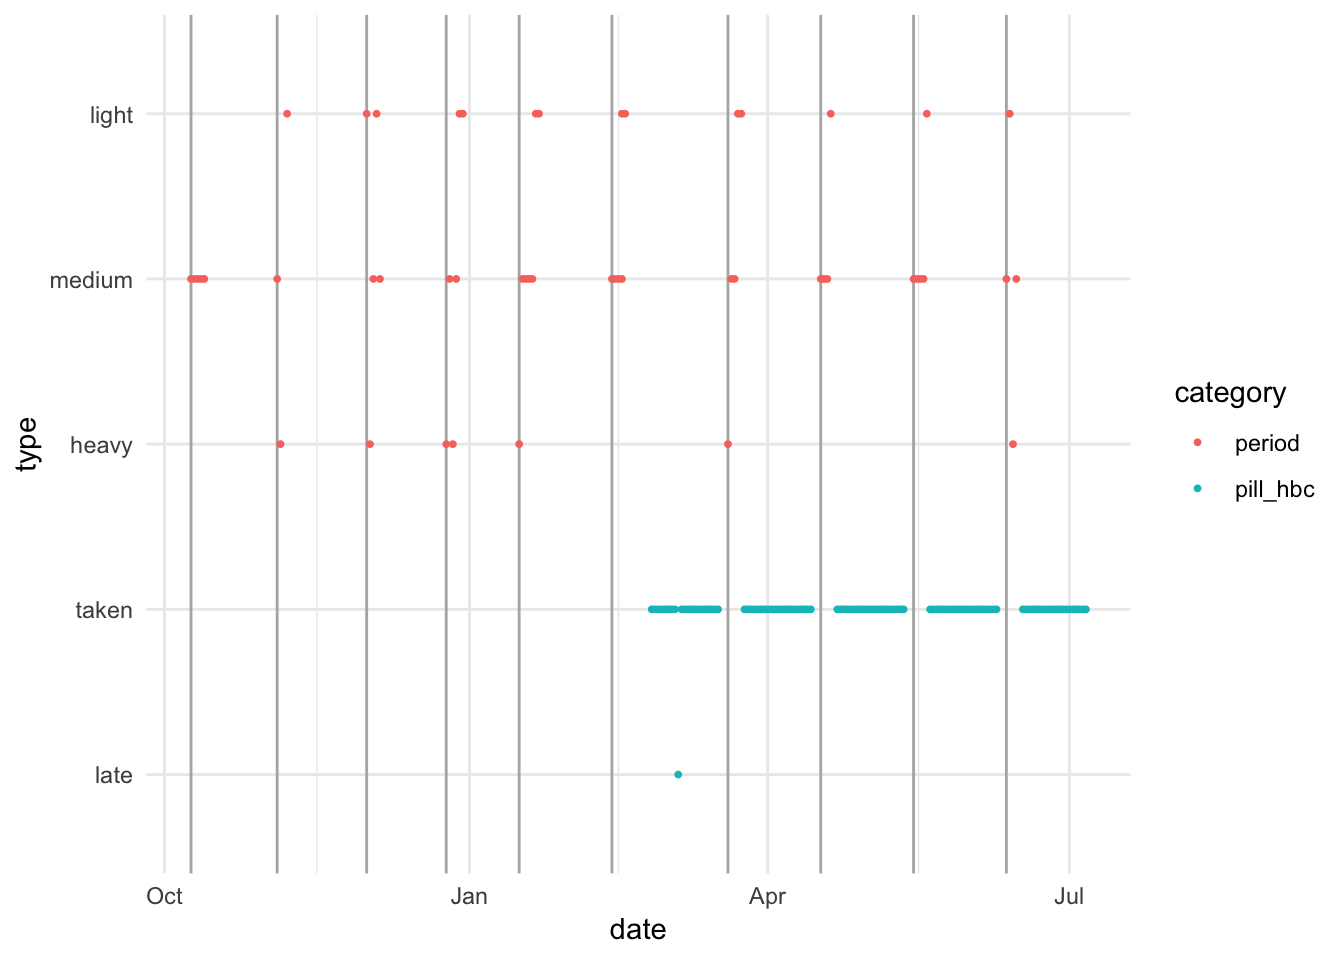 light
medium
heavy
taken
late
type
Oct
Jan
Apr
Jul
date
category
period
pill_hbc